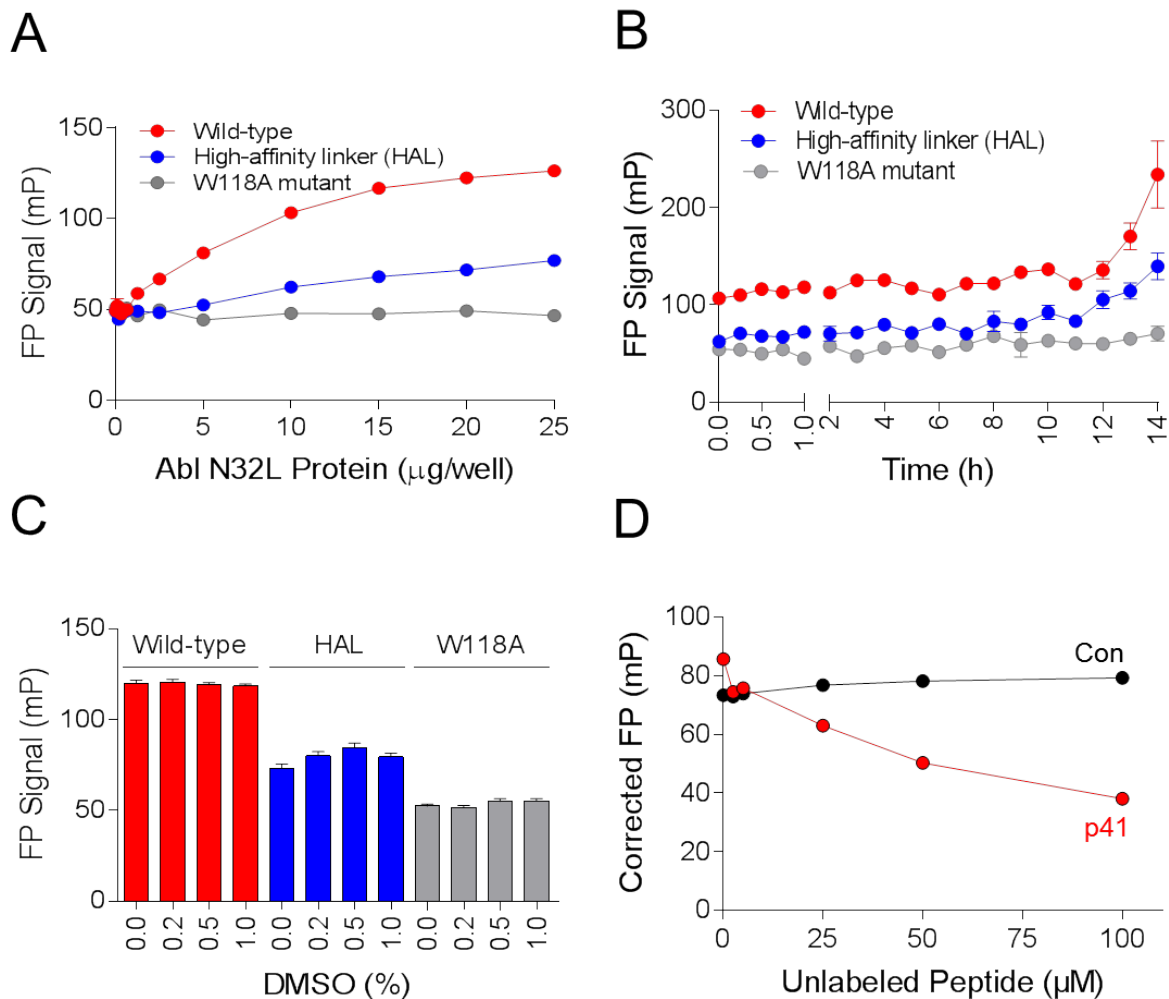 A
Wild-type
High-affinity linker (HAL)
W118A mutant
FP Signal (mP)
150
100
50
0
0 5 10 15 20 25
Abl N32L Protein (μg/well)
B
Wild-type
High-affinity linker (HAL)
W118A mutant
FP Signal (mP)
300
200
100
0
0.0 0.5 1.0 2 4 6 8 10 12 14
Time (h)
C
Wild-type HAL W118A
FP Signal (mP)
150
100
50
0
0.0 0.2 0.5 1.0 0.0 0.2 0.5 1.0 0.0 0.2 0.5 1.0
DMSO (%)
D
Con
p41
Corrected FP (mP)
100
80
60
40
20
0
0 25 50 75 100
Unlabeled Peptide (μM)